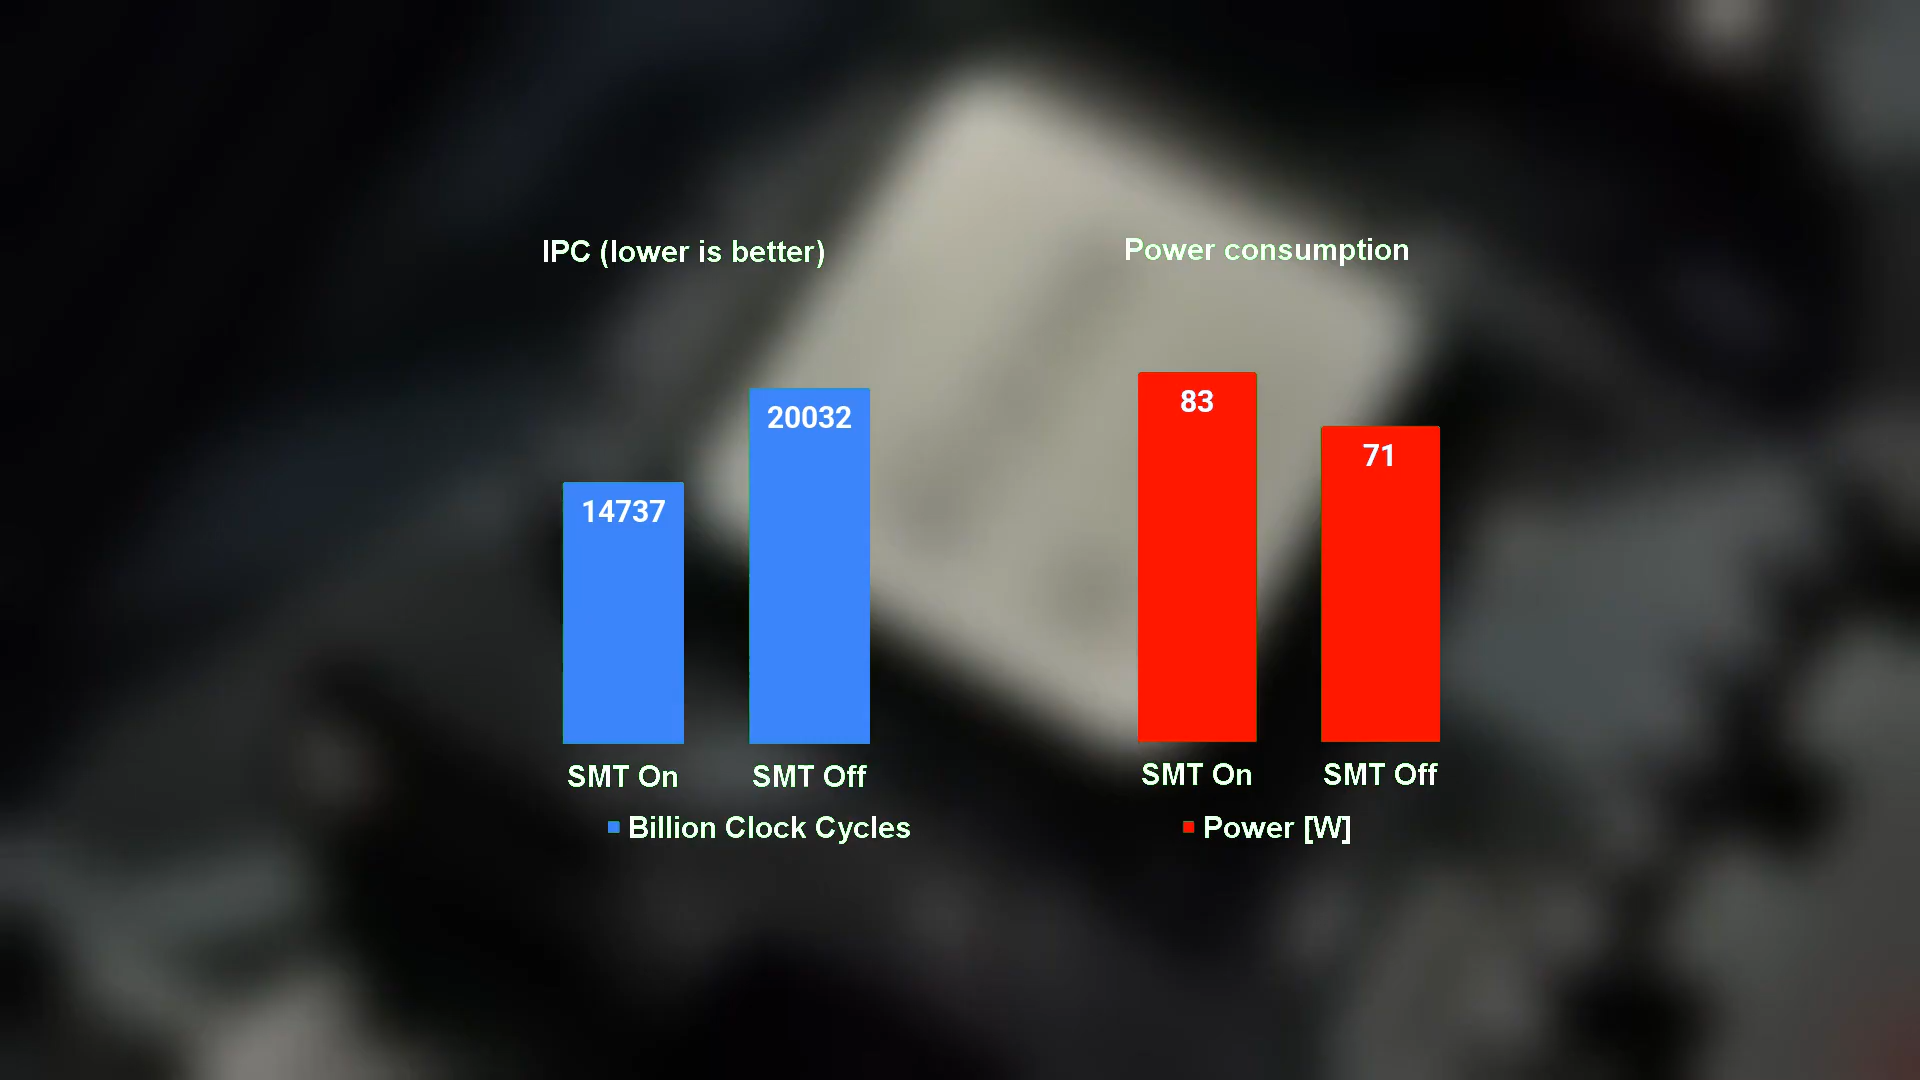 IPC (lower is better)
20032
14737
SMT On
SMT Off
Billion Clock Cycles
Power consumption
83
71
SMT On
SMT Off
Power [W]